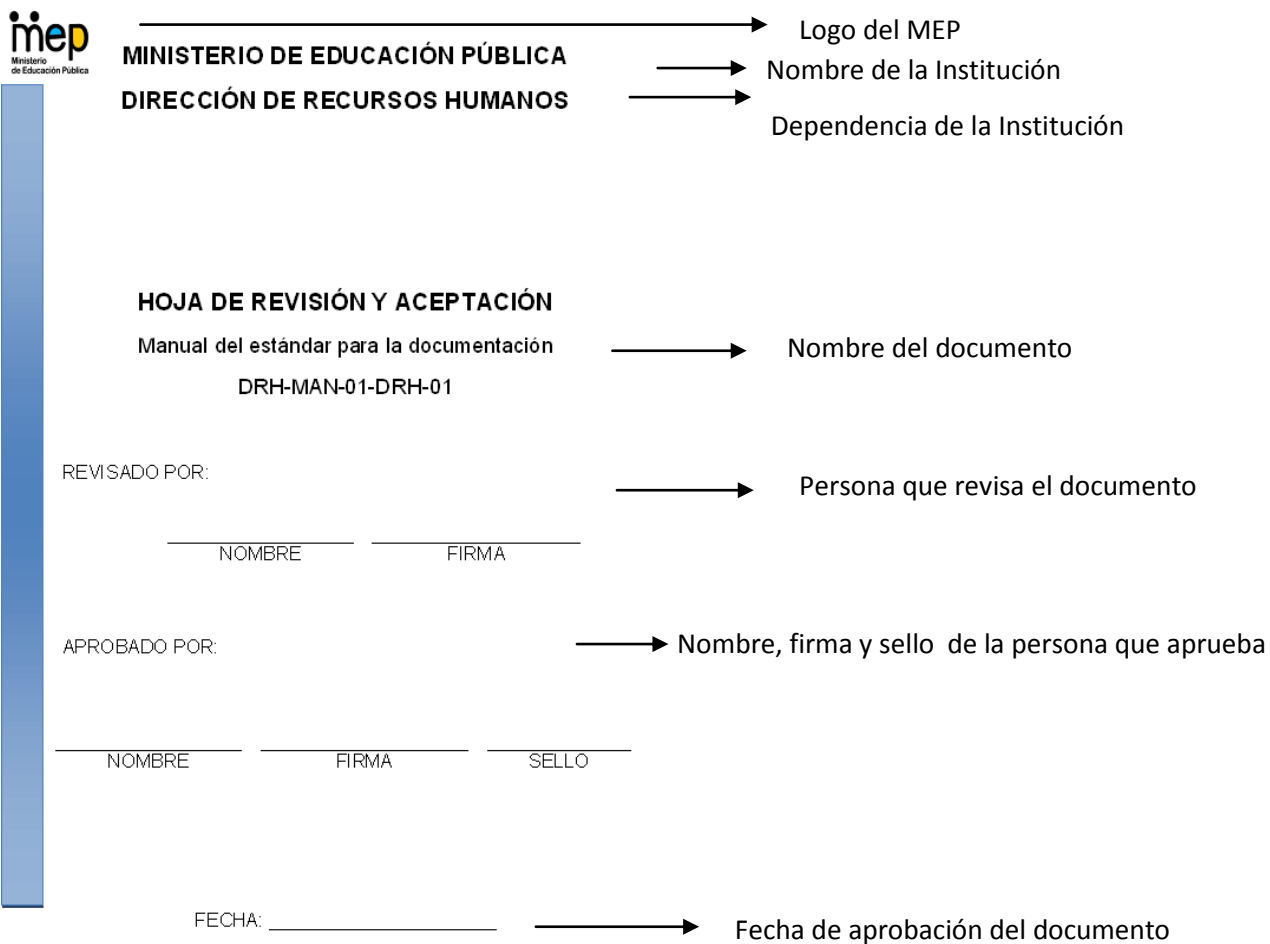 mep
Ministerio
de Educación Pública
Logo del MEP
MINISTERIO DE EDUCACIÓN PÚBLICA
Nombre de la Institución
DIRECCIÓN DE RECURSOS HUMANOS
Dependencia de la Institución
HOJA DE REVISIÓN Y ACEPTACIÓN
Manual del estándar para la documentación
Nombre del documento
DRH-MAN-01-DRH-01
REVISADO POR:
Persona que revisa el documento
NOMBRE FIRMA
APROBADO POR:
Nombre, firma y sello de la persona que aprueba
NOMBRE FIRMA SELLO
FECHA:
Fecha de aprobación del documento